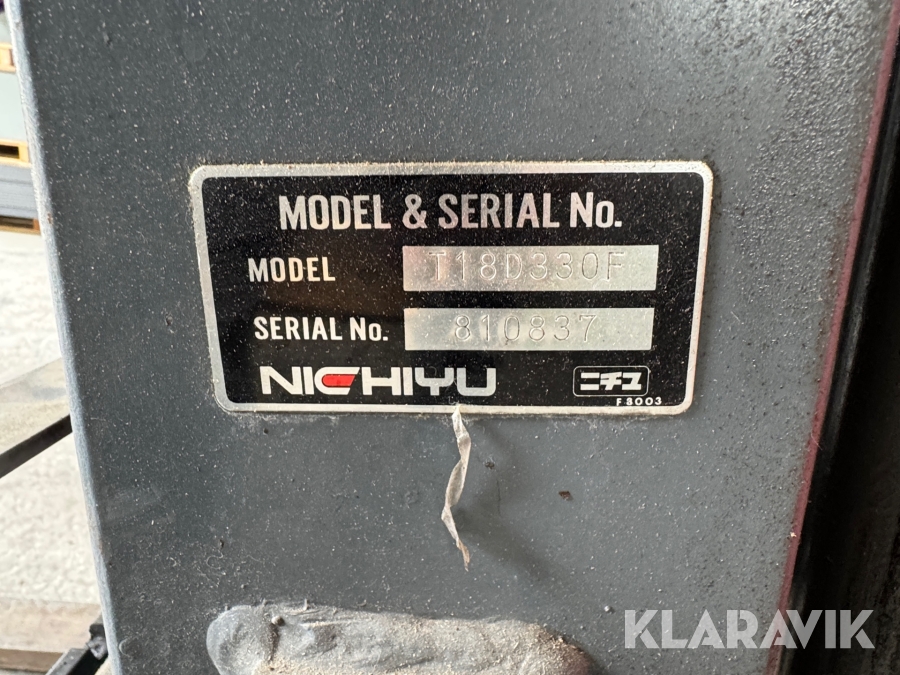 MODEL & SERIAL No.
MODEL T18D330F
SERIAL No. 810837
NICHIYU ニチユ
F8003
KLARAVIK